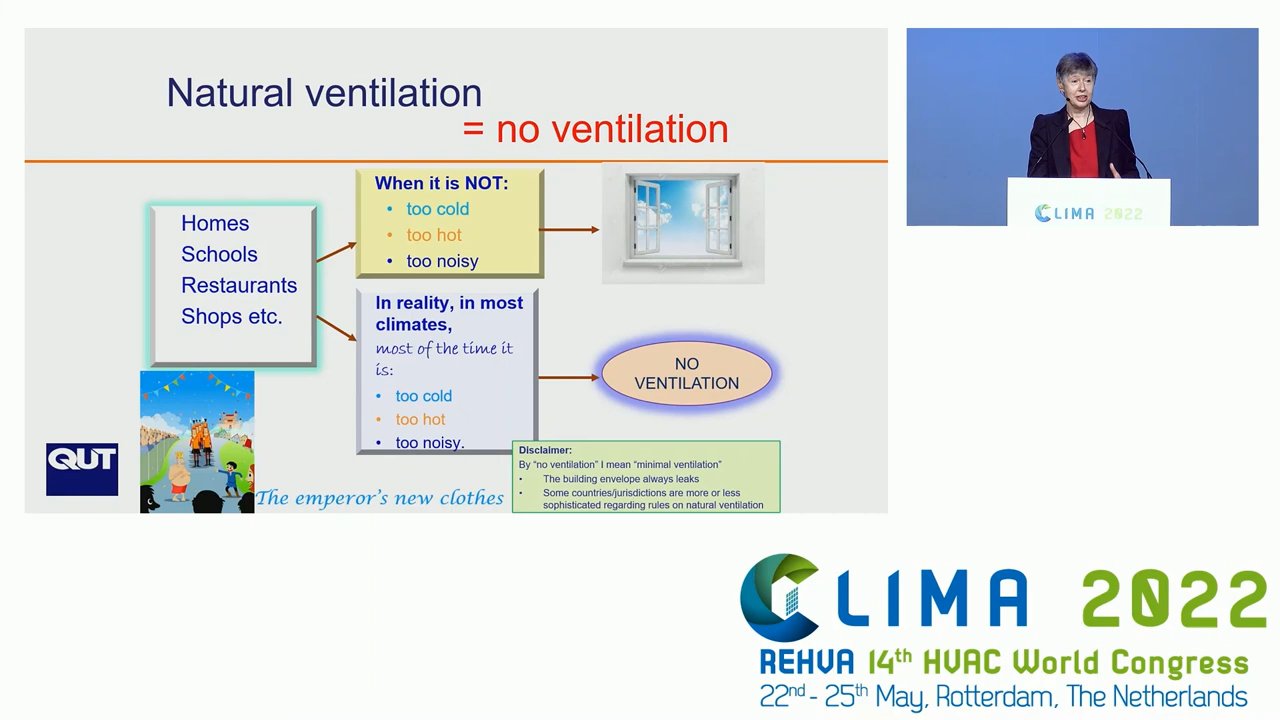 Natural ventilation
= no ventilation
Homes
Schools
Restaurants
Shops etc.
When it is NOT:
• too cold
• too hot
• too noisy
In reality, in most
climates,
most of the time it
is:
• too cold
• too hot
• too noisy.
NO
VENTILATION
QUT
The emperor's new clothes
Disclaimer:
By "no ventilation" I mean "minimal ventilation"
• The building envelope always leaks
• Some countries/jurisdictions are more or less
sophisticated regarding rules on natural ventilation
CLIMA 2022
CLIMA 2022
REHVA 14th HVAC World Congress
22nd - 25th May, Rotterdam, The Netherlands